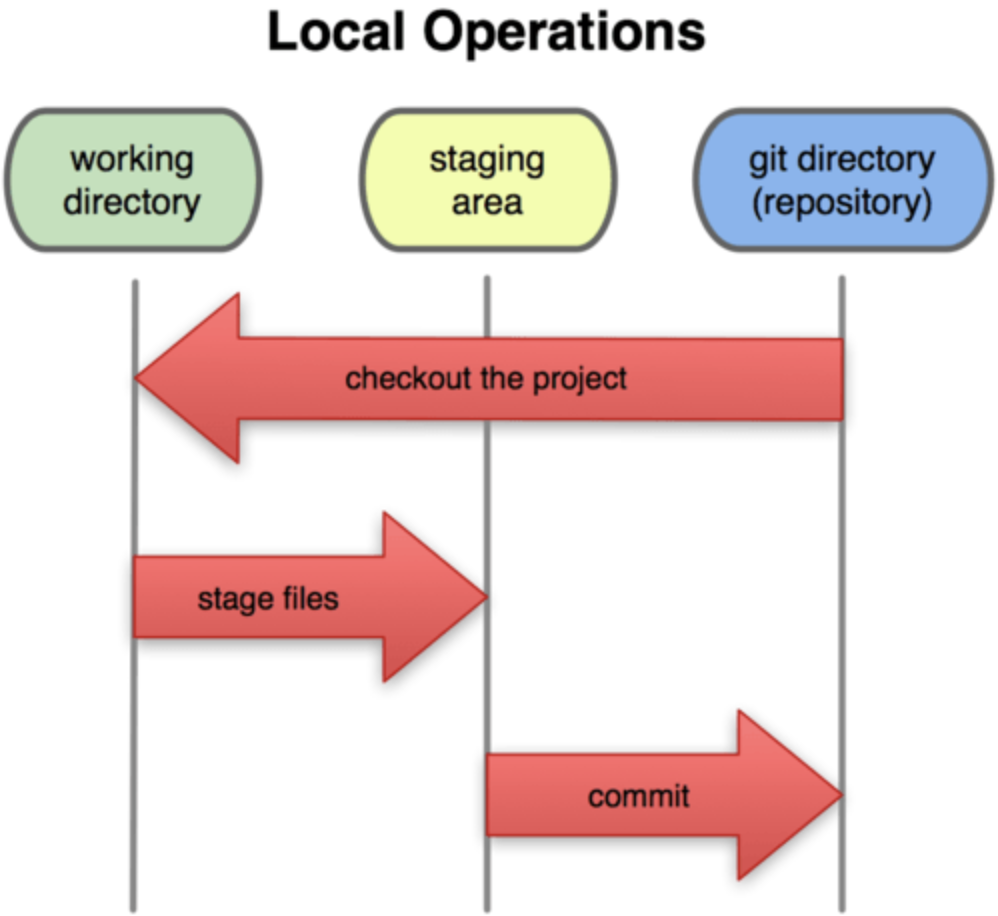 Local Operations
working
directory
staging
area
git directory
(repository)
checkout the project
stage files
commit